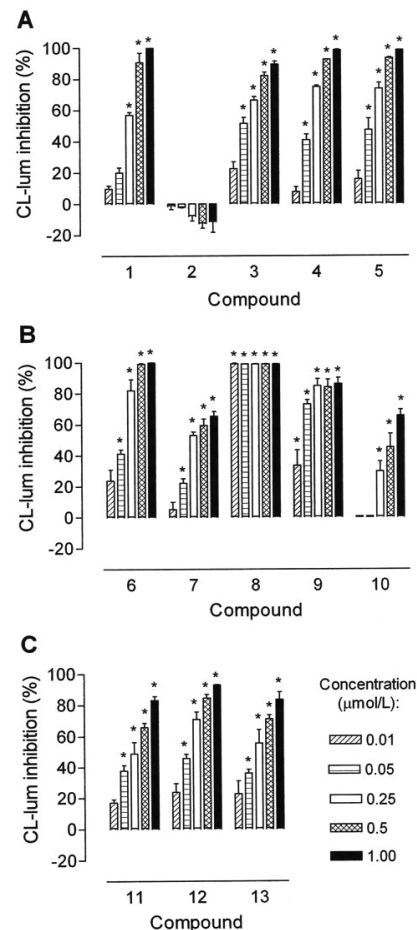 A
CL-lum inhibition (%)
100
80
60
40
20
0
-20
* * *
* * * *
* * * *
* * * *
1 2 3 4 5
Compound
B
CL-lum inhibition (%)
100
80
60
40
20
0
-20
* * * *
* * * *
* * * * *
* * * * *
* * *
6 7 8 9 10
Compound
C
CL-lum inhibition (%)
100
80
60
40
20
0
-20
* * * *
* * * *
* * * *
11 12 13
Compound
Concentration
(μmol/L):
0.01
0.05
0.25
0.5
1.00